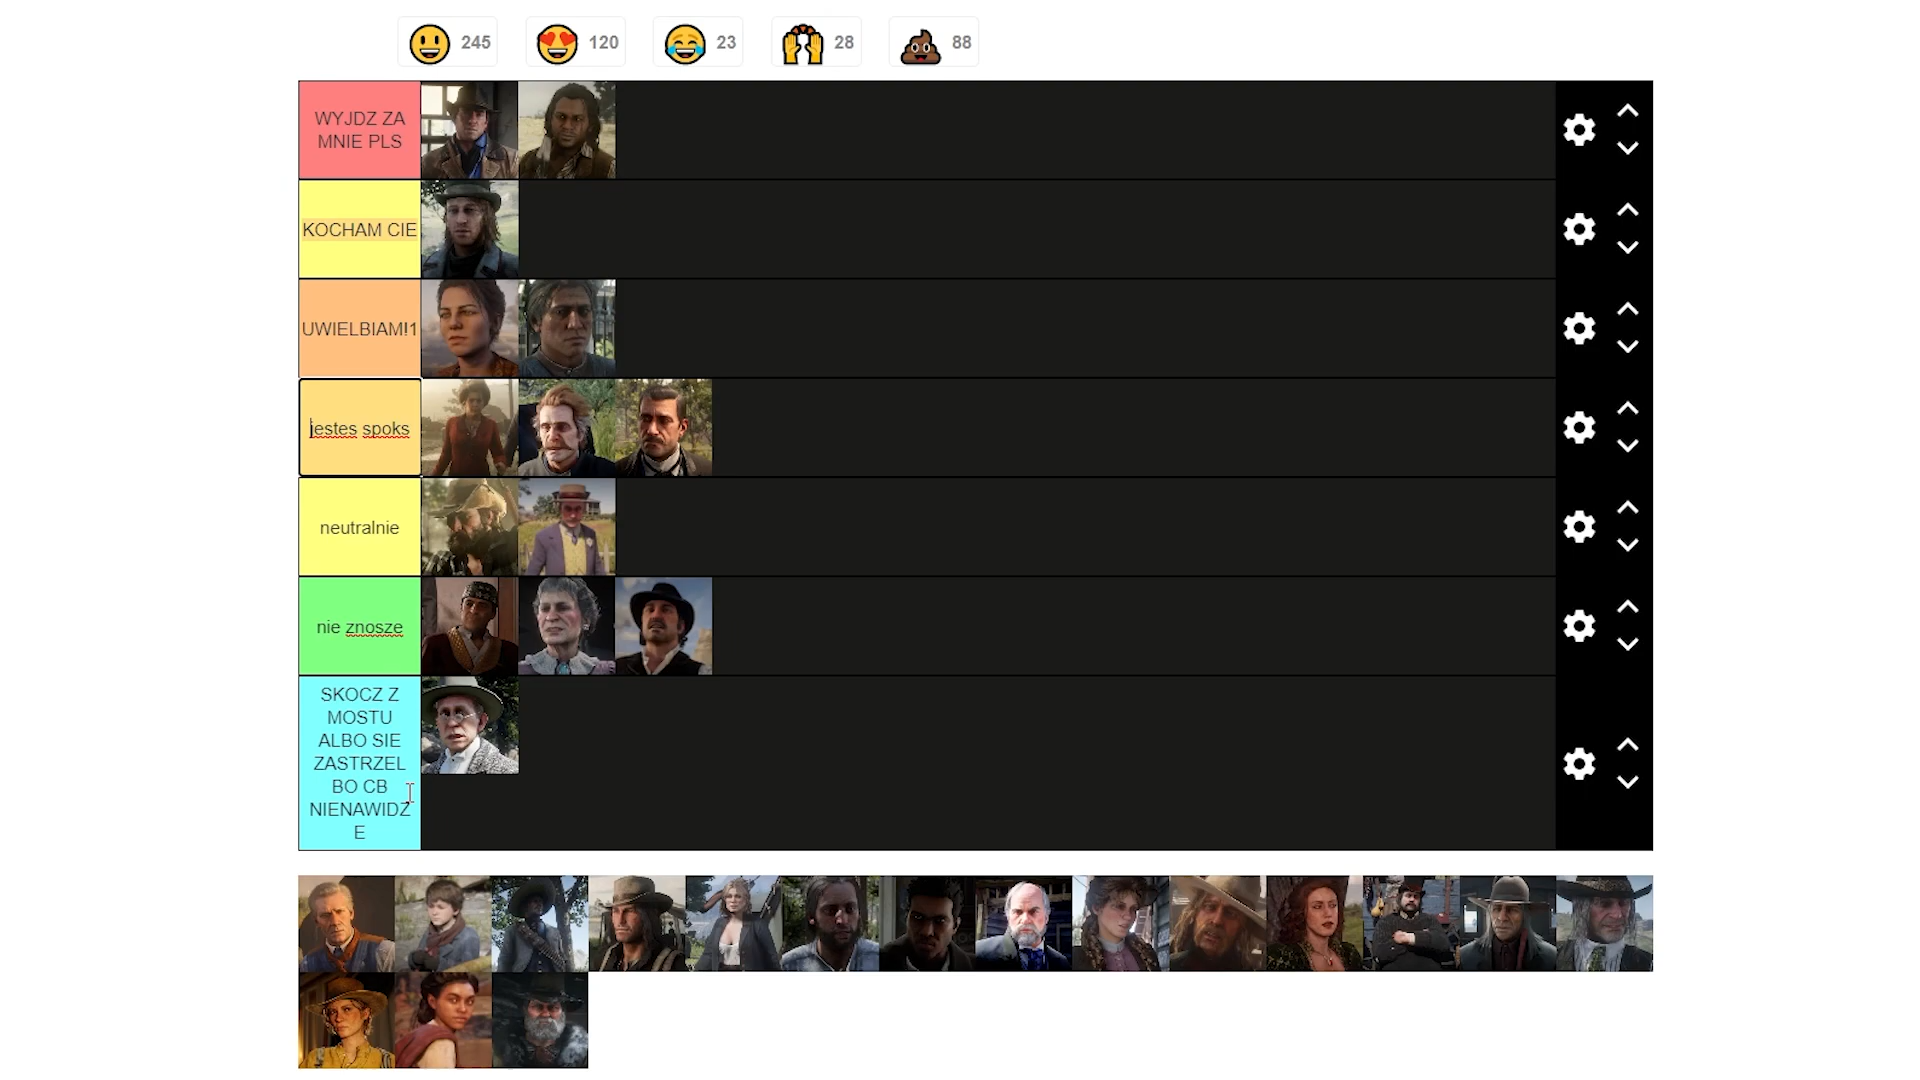 245 120 23 28 88
WYJDZ ZA
MNIE PLS
KOCHAM CIE
UWIELBIAM!1
jestes spoks
neutralnie
nie znosze
SKOCZ Z
MOSTU
ALBO SIE
ZASTRZEL
BO CB
NIENAWIDZ
E